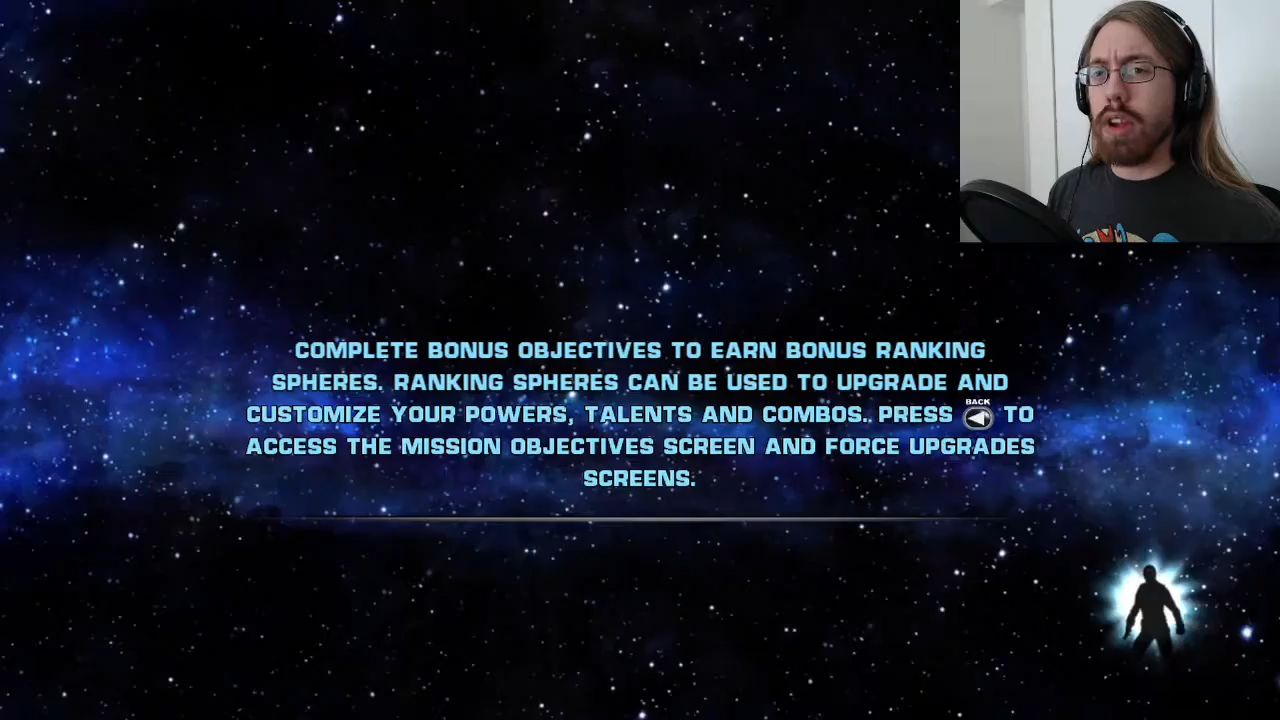 COMPLETE BONUS OBJECTIVES TO EARN BONUS RANKING
SPHERES. RANKING SPHERES CAN BE USED TO UPGRADE AND
CUSTOMIZE YOUR POWERS, TALENTS AND COMBOS. PRESS BACK TO
ACCESS THE MISSION OBJECTIVES SCREEN AND FORCE UPGRADES
SCREENS.